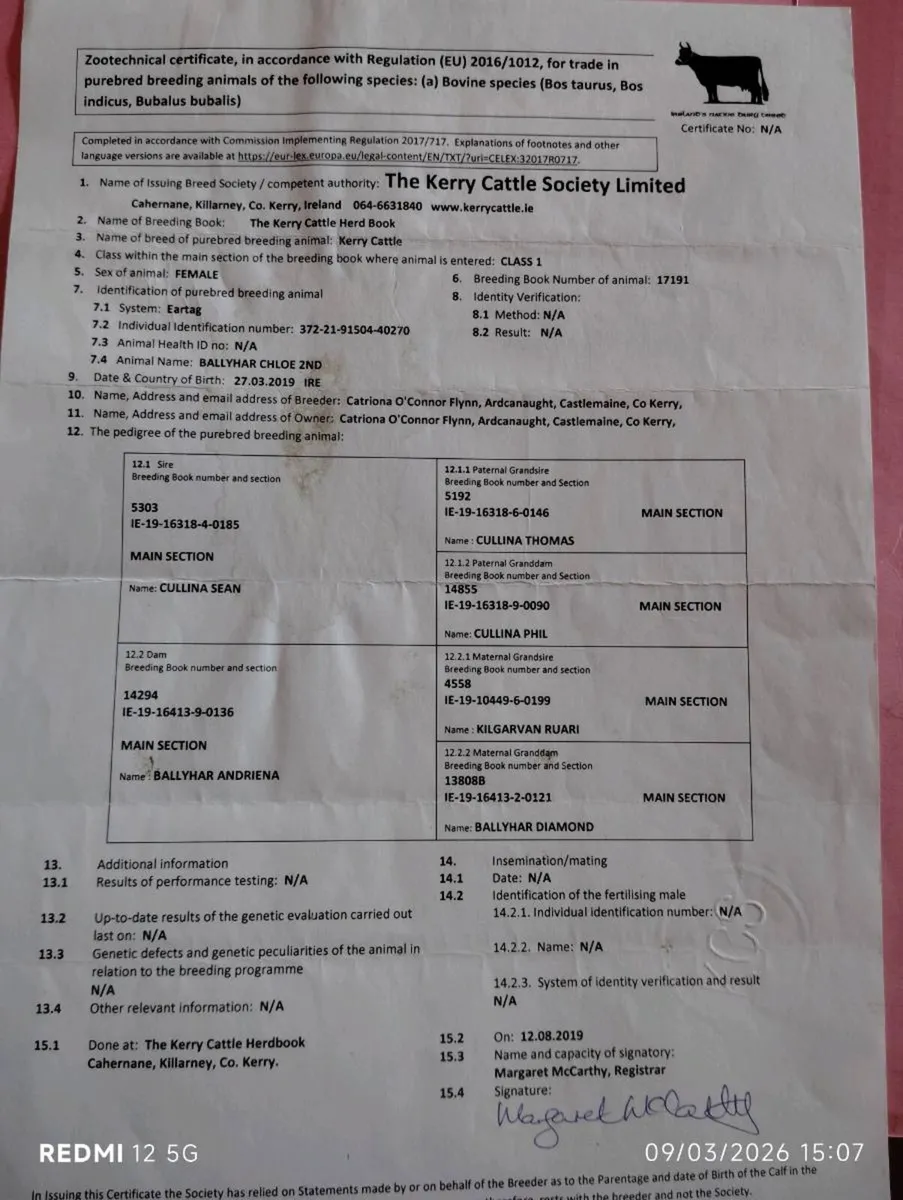 Zootechnical certificate, in accordance with Regulation (EU) 2016/1012, for trade in
purebred breeding animals of the following species: (a) Bovine species (Bos taurus, Bos
indicus, Bubalus bubalis)
Ireland's native
Certificate No: N/A
Completed in accordance with Commission Implementing Regulation 2017/717. Explanations of footnotes and other
language versions are available at https://eur-lex.europa.eu/legal-content/EN/TXT/?uri=CELEX:32017R0717.
1. Name of Issuing Breed Society / competent authority: The Kerry Cattle Society Limited
Cahernane, Killarney, Co. Kerry, Ireland 064-6631840 www.kerrycattle.ie
2. Name of Breeding Book: The Kerry Cattle Herd Book
3. Name of breed of purebred breeding animal: Kerry Cattle
4. Class within the main section of the breeding book where animal is entered: CLASS 1
5. Sex of animal: FEMALE
6. Breeding Book Number of animal: 17191
7. Identification of purebred breeding animal
8. Identity Verification:
7.1 System: Eartag
8.1 Method: N/A
7.2 Individual Identification number: 372-21-91504-40270
8.2 Result: N/A
7.3 Animal Health ID no: N/A
7.4 Animal Name: BALLYHAR CHLOE 2ND
9. Date & Country of Birth: 27.03.2019 IRE
10. Name, Address and email address of Breeder: Catriona O'Connor Flynn, Ardcanaught, Castlemaine, Co Kerry,
11. Name, Address and email address of Owner: Catriona O'Connor Flynn, Ardcanaught, Castlemaine, Co Kerry,
12. The pedigree of the purebred breeding animal:
12.1 Sire
Breeding Book number and section
5303
IE-19-16318-4-0185
MAIN SECTION
Name: CULLINA SEAN
12.1.1 Paternal Grandsire
Breeding Book number and Section
5192
IE-19-16318-6-0146 MAIN SECTION
Name : CULLINA THOMAS
12.1.2 Paternal Granddam
Breeding Book number and Section
14855
IE-19-16318-9-0090 MAIN SECTION
Name: CULLINA PHIL
12.2 Dam
Breeding Book number and section
14294
IE-19-16413-9-0136
MAIN SECTION
Name : BALLYHAR ANDRIENA
12.2.1 Maternal Grandsire
Breeding Book number and section
4558
IE-19-10449-6-0199 MAIN SECTION
Name : KILGARVAN RUARI
12.2.2 Maternal Granddam
Breeding Book number and Section
13808B
IE-19-16413-2-0121 MAIN SECTION
Name: BALLYHAR DIAMOND
13. Additional information
13.1 Results of performance testing: N/A
13.2 Up-to-date results of the genetic evaluation carried out
last on: N/A
13.3 Genetic defects and genetic peculiarities of the animal in
relation to the breeding programme
N/A
13.4 Other relevant information: N/A
14. Insemination/mating
14.1 Date: N/A
14.2 Identification of the fertilising male
14.2.1. Individual identification number: N/A
14.2.2. Name: N/A
14.2.3. System of identity verification and result
N/A
15.1 Done at: The Kerry Cattle Herdbook
Cahernane, Killarney, Co. Kerry.
15.2 On: 12.08.2019
15.3 Name and capacity of signatory:
Margaret McCarthy, Registrar
15.4 Signature:
Margaret McCarthy
REDMI 12 5G
09/03/2026 15:07
In Issuing this Certificate the Society has relied on Statements made by or on behalf of the Breeder as to the Parentage and date of Birth of the Calf in the
rests with the breeder and not the Society.